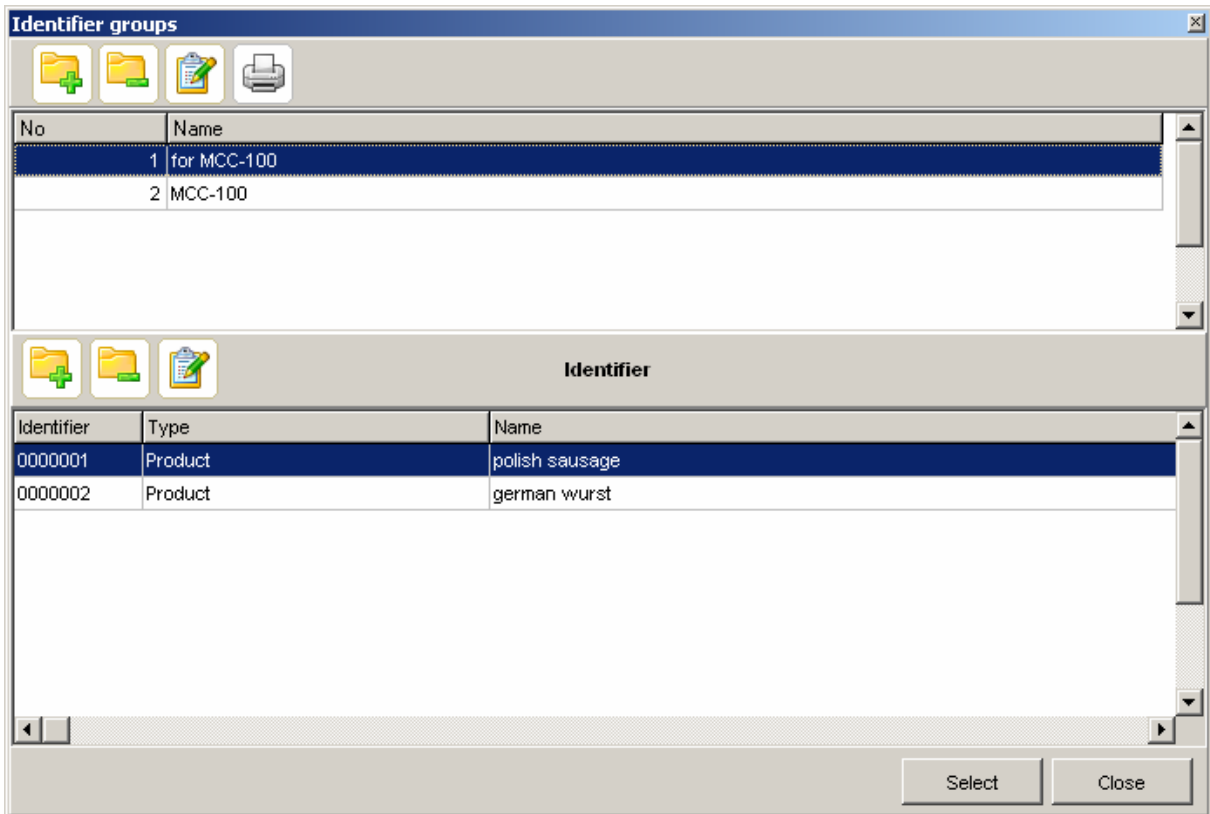 Identifier groups
No Name
1 for MCC-100
2 MCC-100
Identifier
Identifier Type Name
0000001 Product polish sausage
0000002 Product german wurst
Select Close